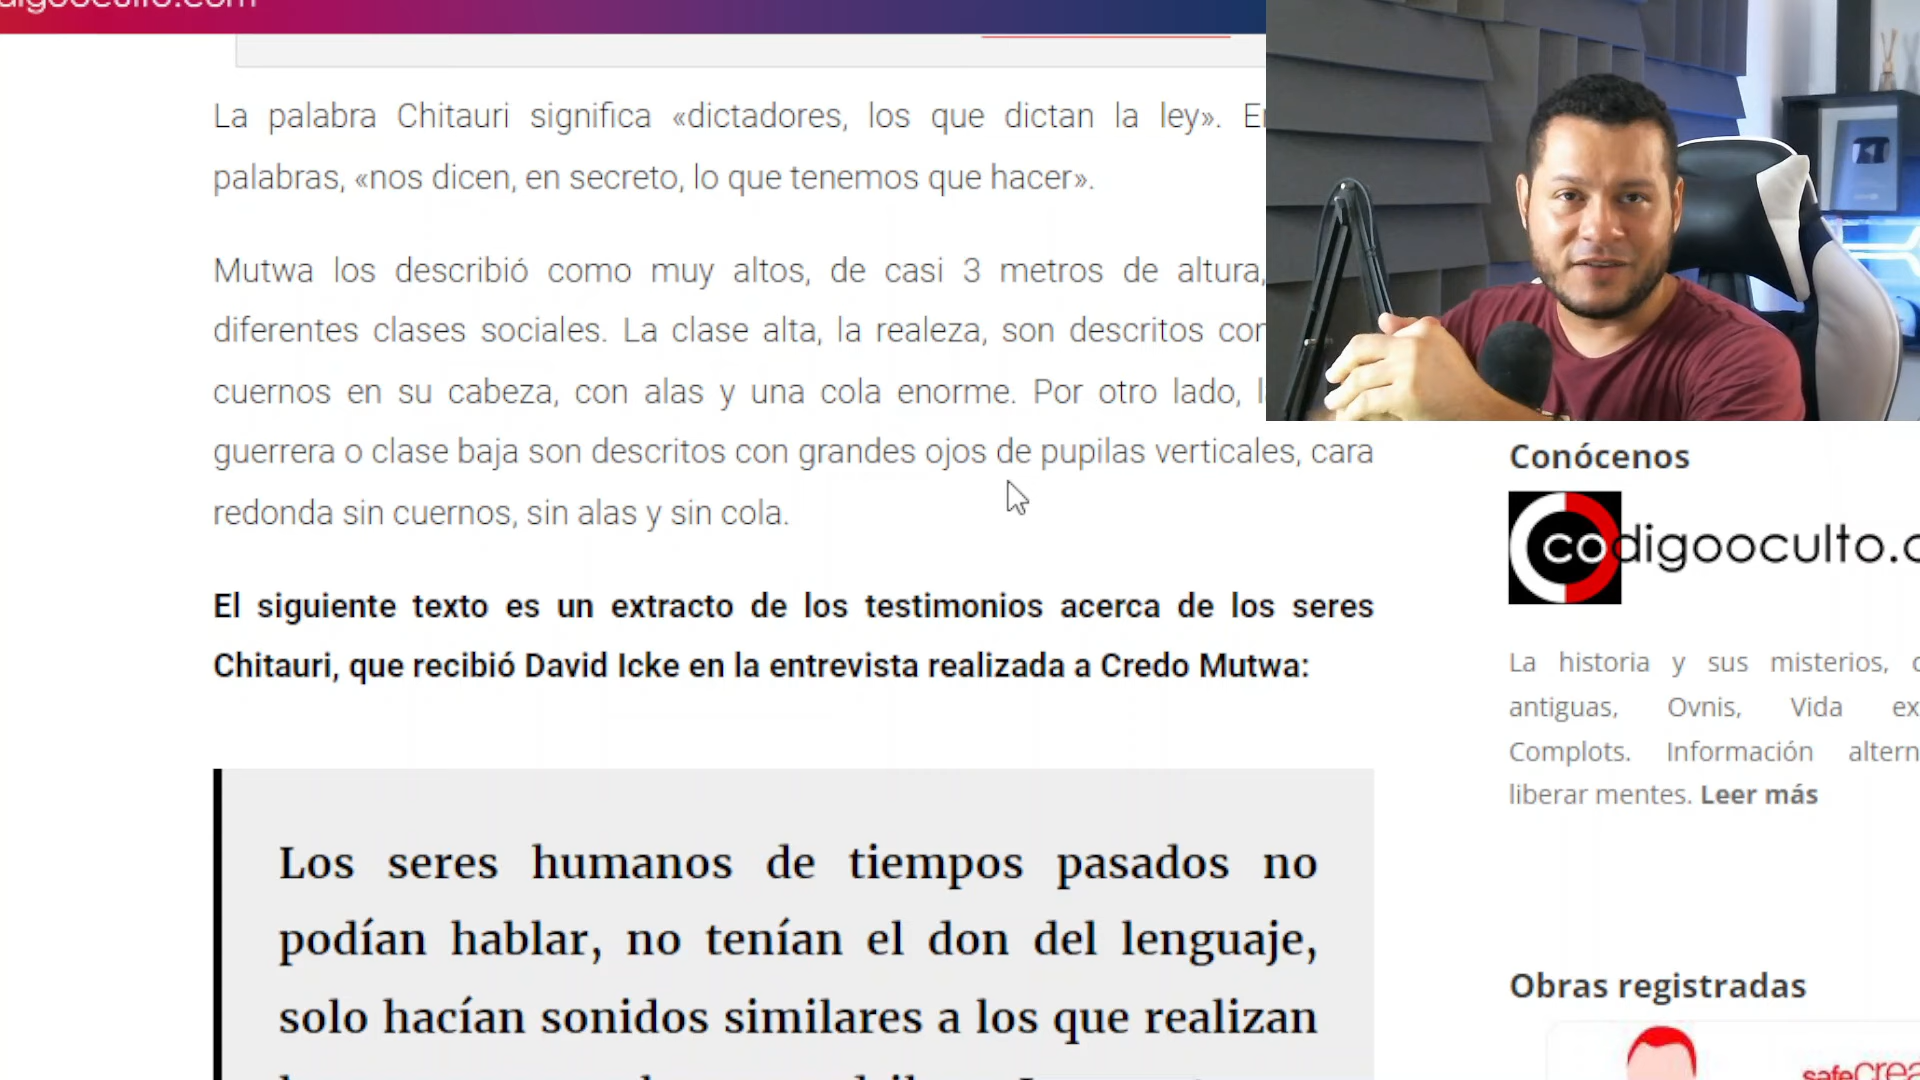 La palabra Chitauri significa «dictadores, los que dictan la ley».
palabras, «nos dicen, en secreto, lo que tenemos que hacer».
Mutwa los describió como muy altos, de casi 3 metros de altura,
diferentes clases sociales. La clase alta, la realeza, son descritos
cuernos en su cabeza, con alas y una cola enorme. Por otro lado,
guerrera o clase baja son descritos con grandes ojos de pupilas verticales, cara
redonda sin cuernos, sin alas y sin cola.
El siguiente texto es un extracto de los testimonios acerca de los seres
Chitauri, que recibió David Icke en la entrevista realizada a Credo Mutwa:
Los seres humanos de tiempos pasados no
podían hablar, no tenían el don del lenguaje,
solo hacían sonidos similares a los que realizan
Conócenos
codigooculto.c
La historia y sus misterios,
antiguas, Ovnis, Vida ex
Complots. Información altern
liberar mentes. Leer más
Obras registradas
safeCrea